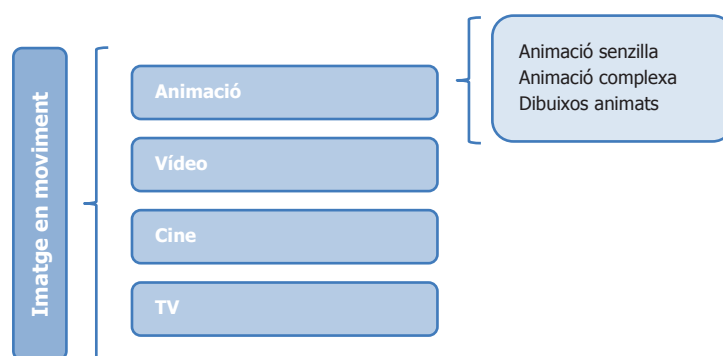 Imatge en moviment
Animació
Animació senzilla
Animació complexa
Dibuixos animats
Vídeo
Cine
TV